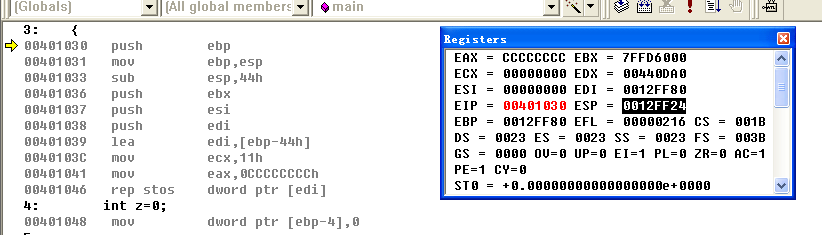 (Globals) (All global members main
3: {
00401030 push ebp
00401031 mov ebp,esp
00401033 sub esp,44h
00401036 push ebx
00401037 push esi
00401038 push edi
00401039 lea edi,[ebp-44h]
0040103C mov ecx,11h
00401041 mov eax,0CCCCCCCCh
00401046 rep stos dword ptr [edi]
4: int z=0;
00401048 mov dword ptr [ebp-4],0
Registers
EAX = CCCCCCCC EBX = 7FFD6000
ECX = 00000000 EDX = 00440DA0
ESI = 00000000 EDI = 0012FF80
EIP = 00401030 ESP = 0012FF24
EBP = 0012FF80 EFL = 00000216 CS = 001B
DS = 0023 ES = 0023 SS = 0023 FS = 003B
GS = 0000 OV=0 UP=0 EI=1 PL=0 ZR=0 AC=1
PE=1 CY=0
ST0 = +0.00000000000000000e+0000